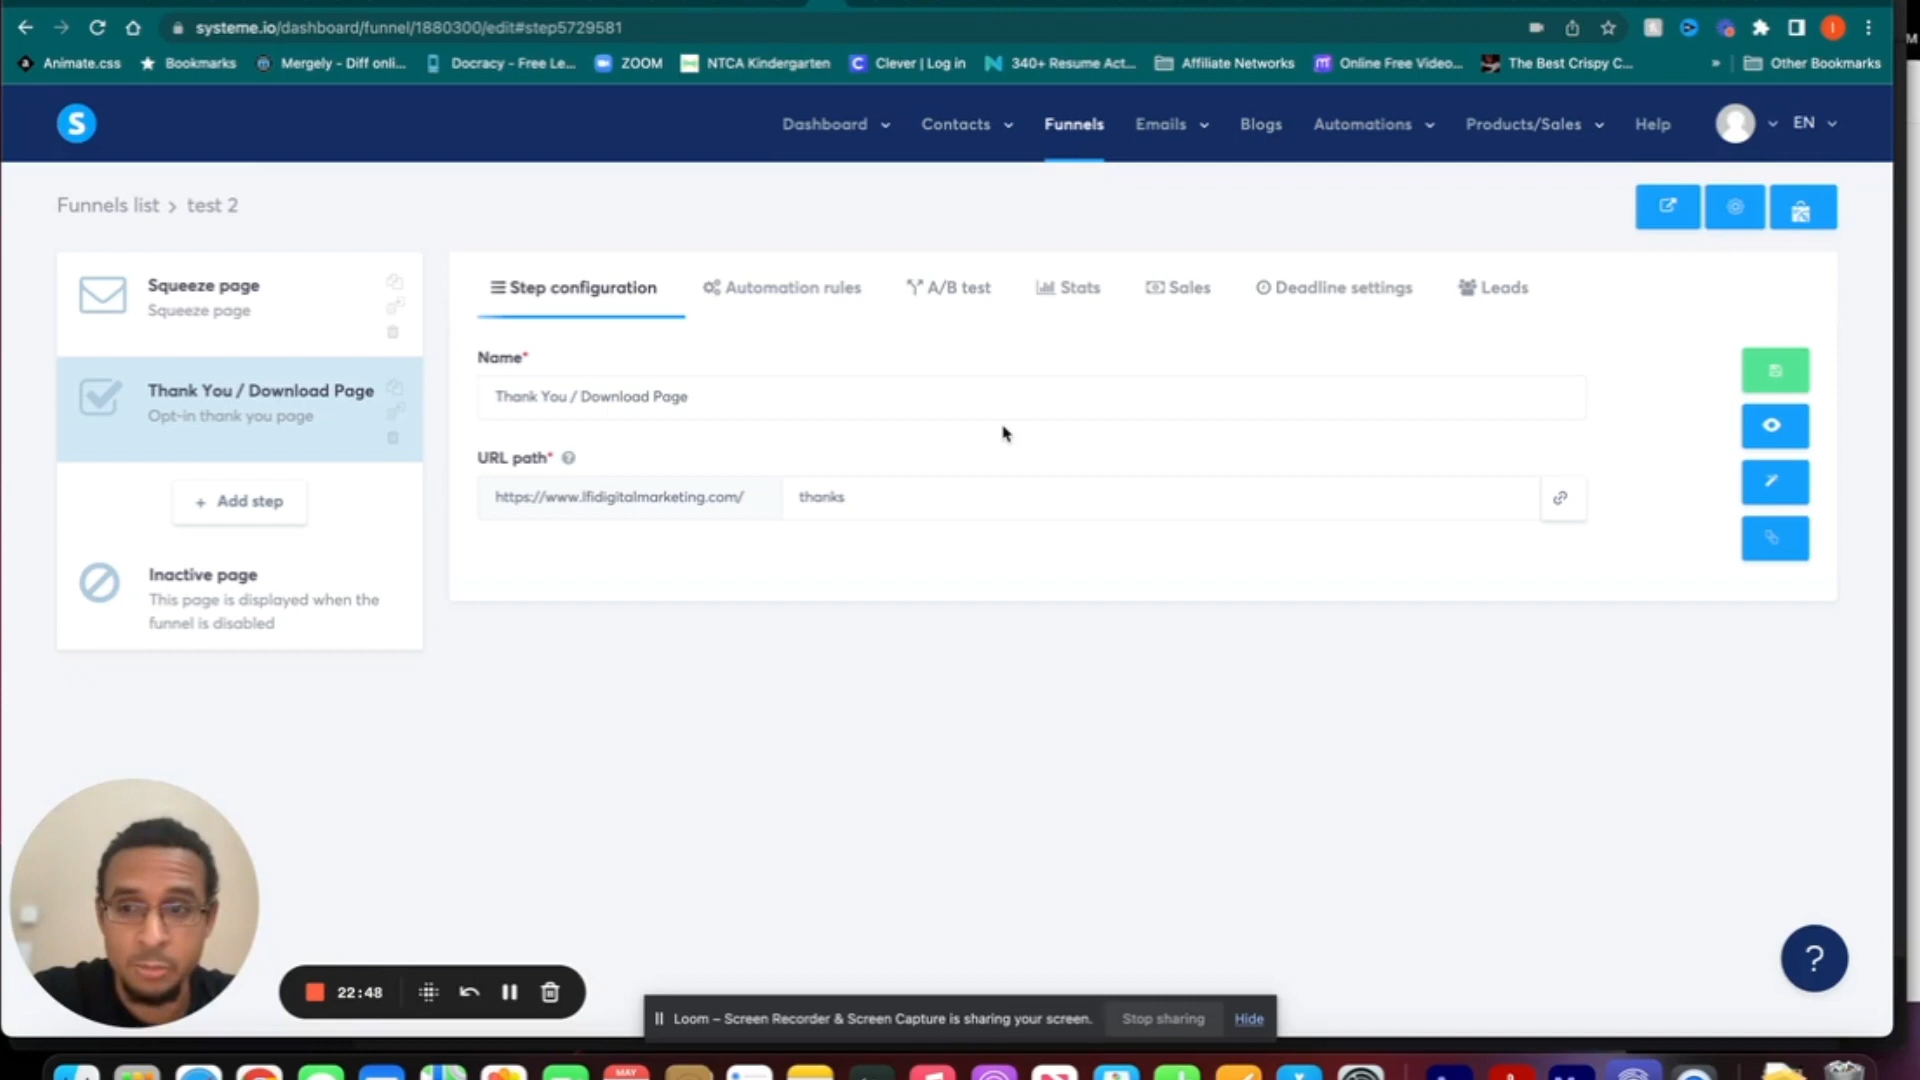 systeme.io/dashboard/funnel/1880300/edit#step5729581
Animate.css
Bookmarks
Mergely - Diff onli...
Docracy - Free Le...
ZOOM
NTCA Kindergarten
Clever | Log in
340+ Resume Act...
Affiliate Networks
Online Free Video...
The Best Crispy C...
»
Other Bookmarks
S
Dashboard
Contacts
Funnels
Emails
Blogs
Automations
Products/Sales
Help
EN
Funnels list > test 2
Squeeze page
Squeeze page
Thank You / Download Page
Opt-in thank you page
+ Add step
Inactive page
This page is displayed when the
funnel is disabled
Step configuration
Automation rules
A/B test
Stats
Sales
Deadline settings
Leads
Name*
Thank You / Download Page
URL path*
https://www.lfidigitalmarketing.com/
thanks
22:48
Loom – Screen Recorder & Screen Capture is sharing your screen.
Stop sharing
Hide
?
MAY